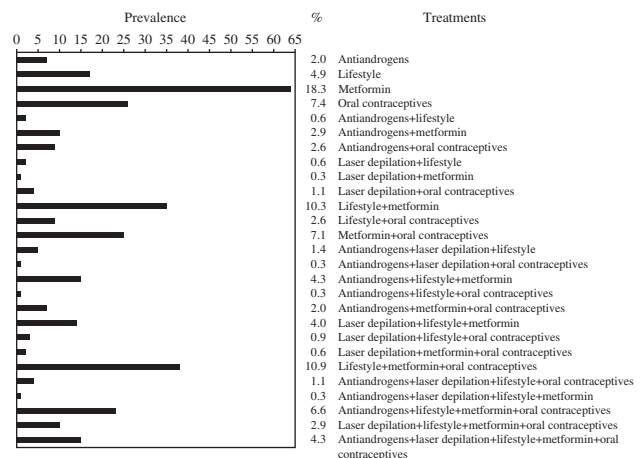 Prevalence % Treatments
0 5 10 15 20 25 30 35 40 45 50 55 60 65
2.0 Antiandrogens
4.9 Lifestyle
18.3 Metformin
7.4 Oral contraceptives
0.6 Antiandrogens+lifestyle
2.9 Antiandrogens+metformin
2.6 Antiandrogens+oral contraceptives
0.6 Laser depilation+lifestyle
0.3 Laser depilation+metformin
1.1 Laser depilation+oral contraceptives
10.3 Lifestyle+metformin
2.6 Lifestyle+oral contraceptives
7.1 Metformin+oral contraceptives
1.4 Antiandrogens+laser depilation+lifestyle
0.3 Antiandrogens+laser depilation+oral contraceptives
4.3 Antiandrogens+lifestyle+metformin
0.3 Antiandrogens+lifestyle+oral contraceptives
2.0 Antiandrogens+metformin+oral contraceptives
4.0 Laser depilation+lifestyle+metformin
0.9 Laser depilation+lifestyle+oral contraceptives
0.6 Laser depilation+metformin+oral contraceptives
10.9 Lifestyle+metformin+oral contraceptives
1.1 Antiandrogens+laser depilation+lifestyle+oral contraceptives
0.3 Antiandrogens+laser depilation+lifestyle+metformin
6.6 Antiandrogens+lifestyle+metformin+oral contraceptives
2.9 Laser depilation+lifestyle+metformin+oral contraceptives
4.3 Antiandrogens+laser depilation+lifestyle+metformin+oral
contraceptives